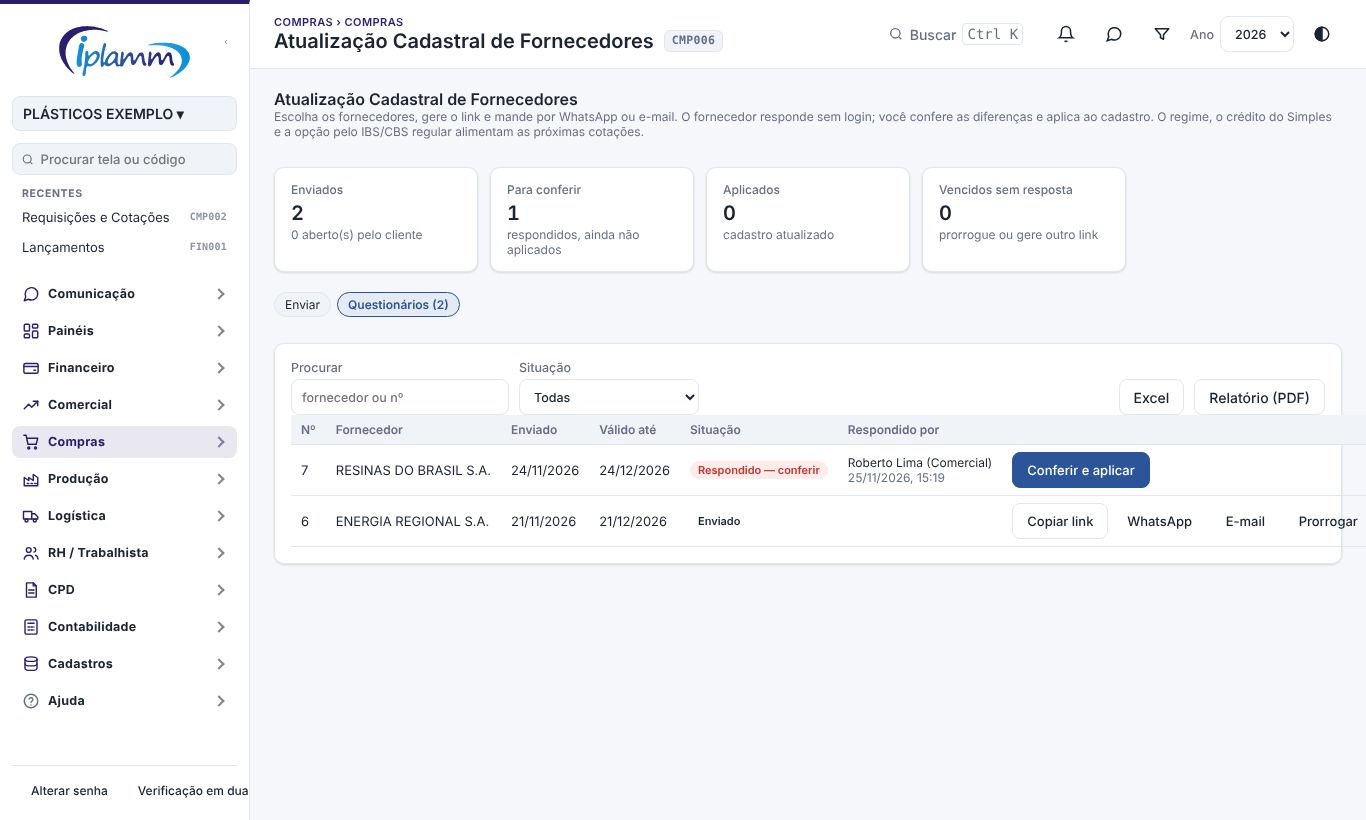 iplamm
‹
PLÁSTICOS EXEMPLO ▾
Procurar tela ou código
RECENTES
Requisições e Cotações CMP002
Lançamentos FIN001
Comunicação
Painéis
Financeiro
Comercial
Compras
Produção
Logística
RH / Trabalhista
CPD
Contabilidade
Cadastros
Ajuda
Alterar senha Verificação em dua
COMPRAS › COMPRAS
Atualização Cadastral de Fornecedores CMP006
Buscar Ctrl K
Ano 2026
Atualização Cadastral de Fornecedores
Escolha os fornecedores, gere o link e mande por WhatsApp ou e-mail. O fornecedor responde sem login; você confere as diferenças e aplica ao cadastro. O regime, o crédito do Simples
e a opção pelo IBS/CBS regular alimentam as próximas cotações.
Enviados
2
0 aberto(s) pelo cliente
Para conferir
1
respondidos, ainda não
aplicados
Aplicados
0
cadastro atualizado
Vencidos sem resposta
0
prorrogue ou gere outro link
Enviar Questionários (2)
Procurar Situação
fornecedor ou nº Todas Excel Relatório (PDF)
Nº Fornecedor Enviado Válido até Situação Respondido por
7 RESINAS DO BRASIL S.A. 24/11/2026 24/12/2026 Respondido — conferir Roberto Lima (Comercial) Conferir e aplicar
25/11/2026, 15:19
6 ENERGIA REGIONAL S.A. 21/11/2026 21/12/2026 Enviado Copiar link WhatsApp E-mail Prorrogar